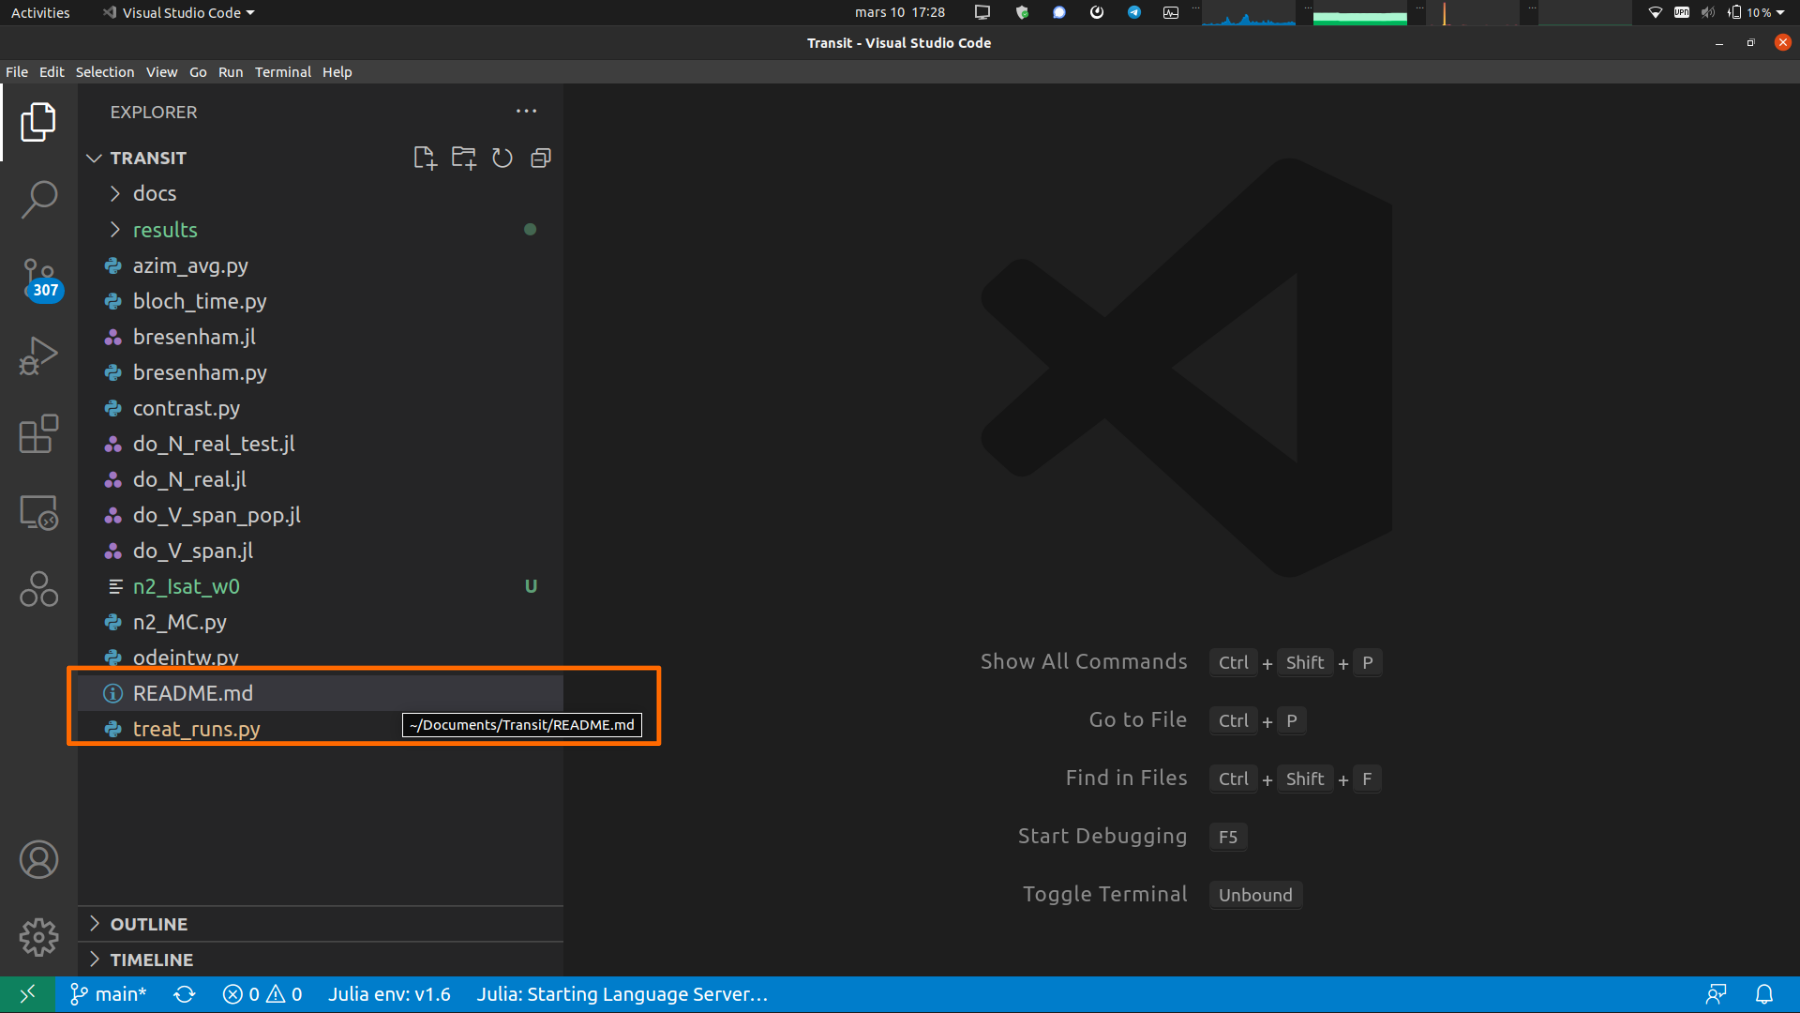 Activities Visual Studio Code mars 10 17:28 VPN 10 %
Transit - Visual Studio Code
File Edit Selection View Go Run Terminal Help
EXPLORER
TRANSIT
docs
results
azim_avg.py
307
bloch_time.py
bresenham.jl
bresenham.py
contrast.py
do_N_real_test.jl
do_N_real.jl
do_V_span_pop.jl
do_V_span.jl
n2_Isat_w0 U
n2_MC.py
odeintw.py
README.md
treat_runs.py
~/Documents/Transit/README.md
Show All Commands Ctrl + Shift + P
Go to File Ctrl + P
Find in Files Ctrl + Shift + F
Start Debugging F5
Toggle Terminal Unbound
OUTLINE
TIMELINE
main* 0 0 Julia env: v1.6 Julia: Starting Language Server…